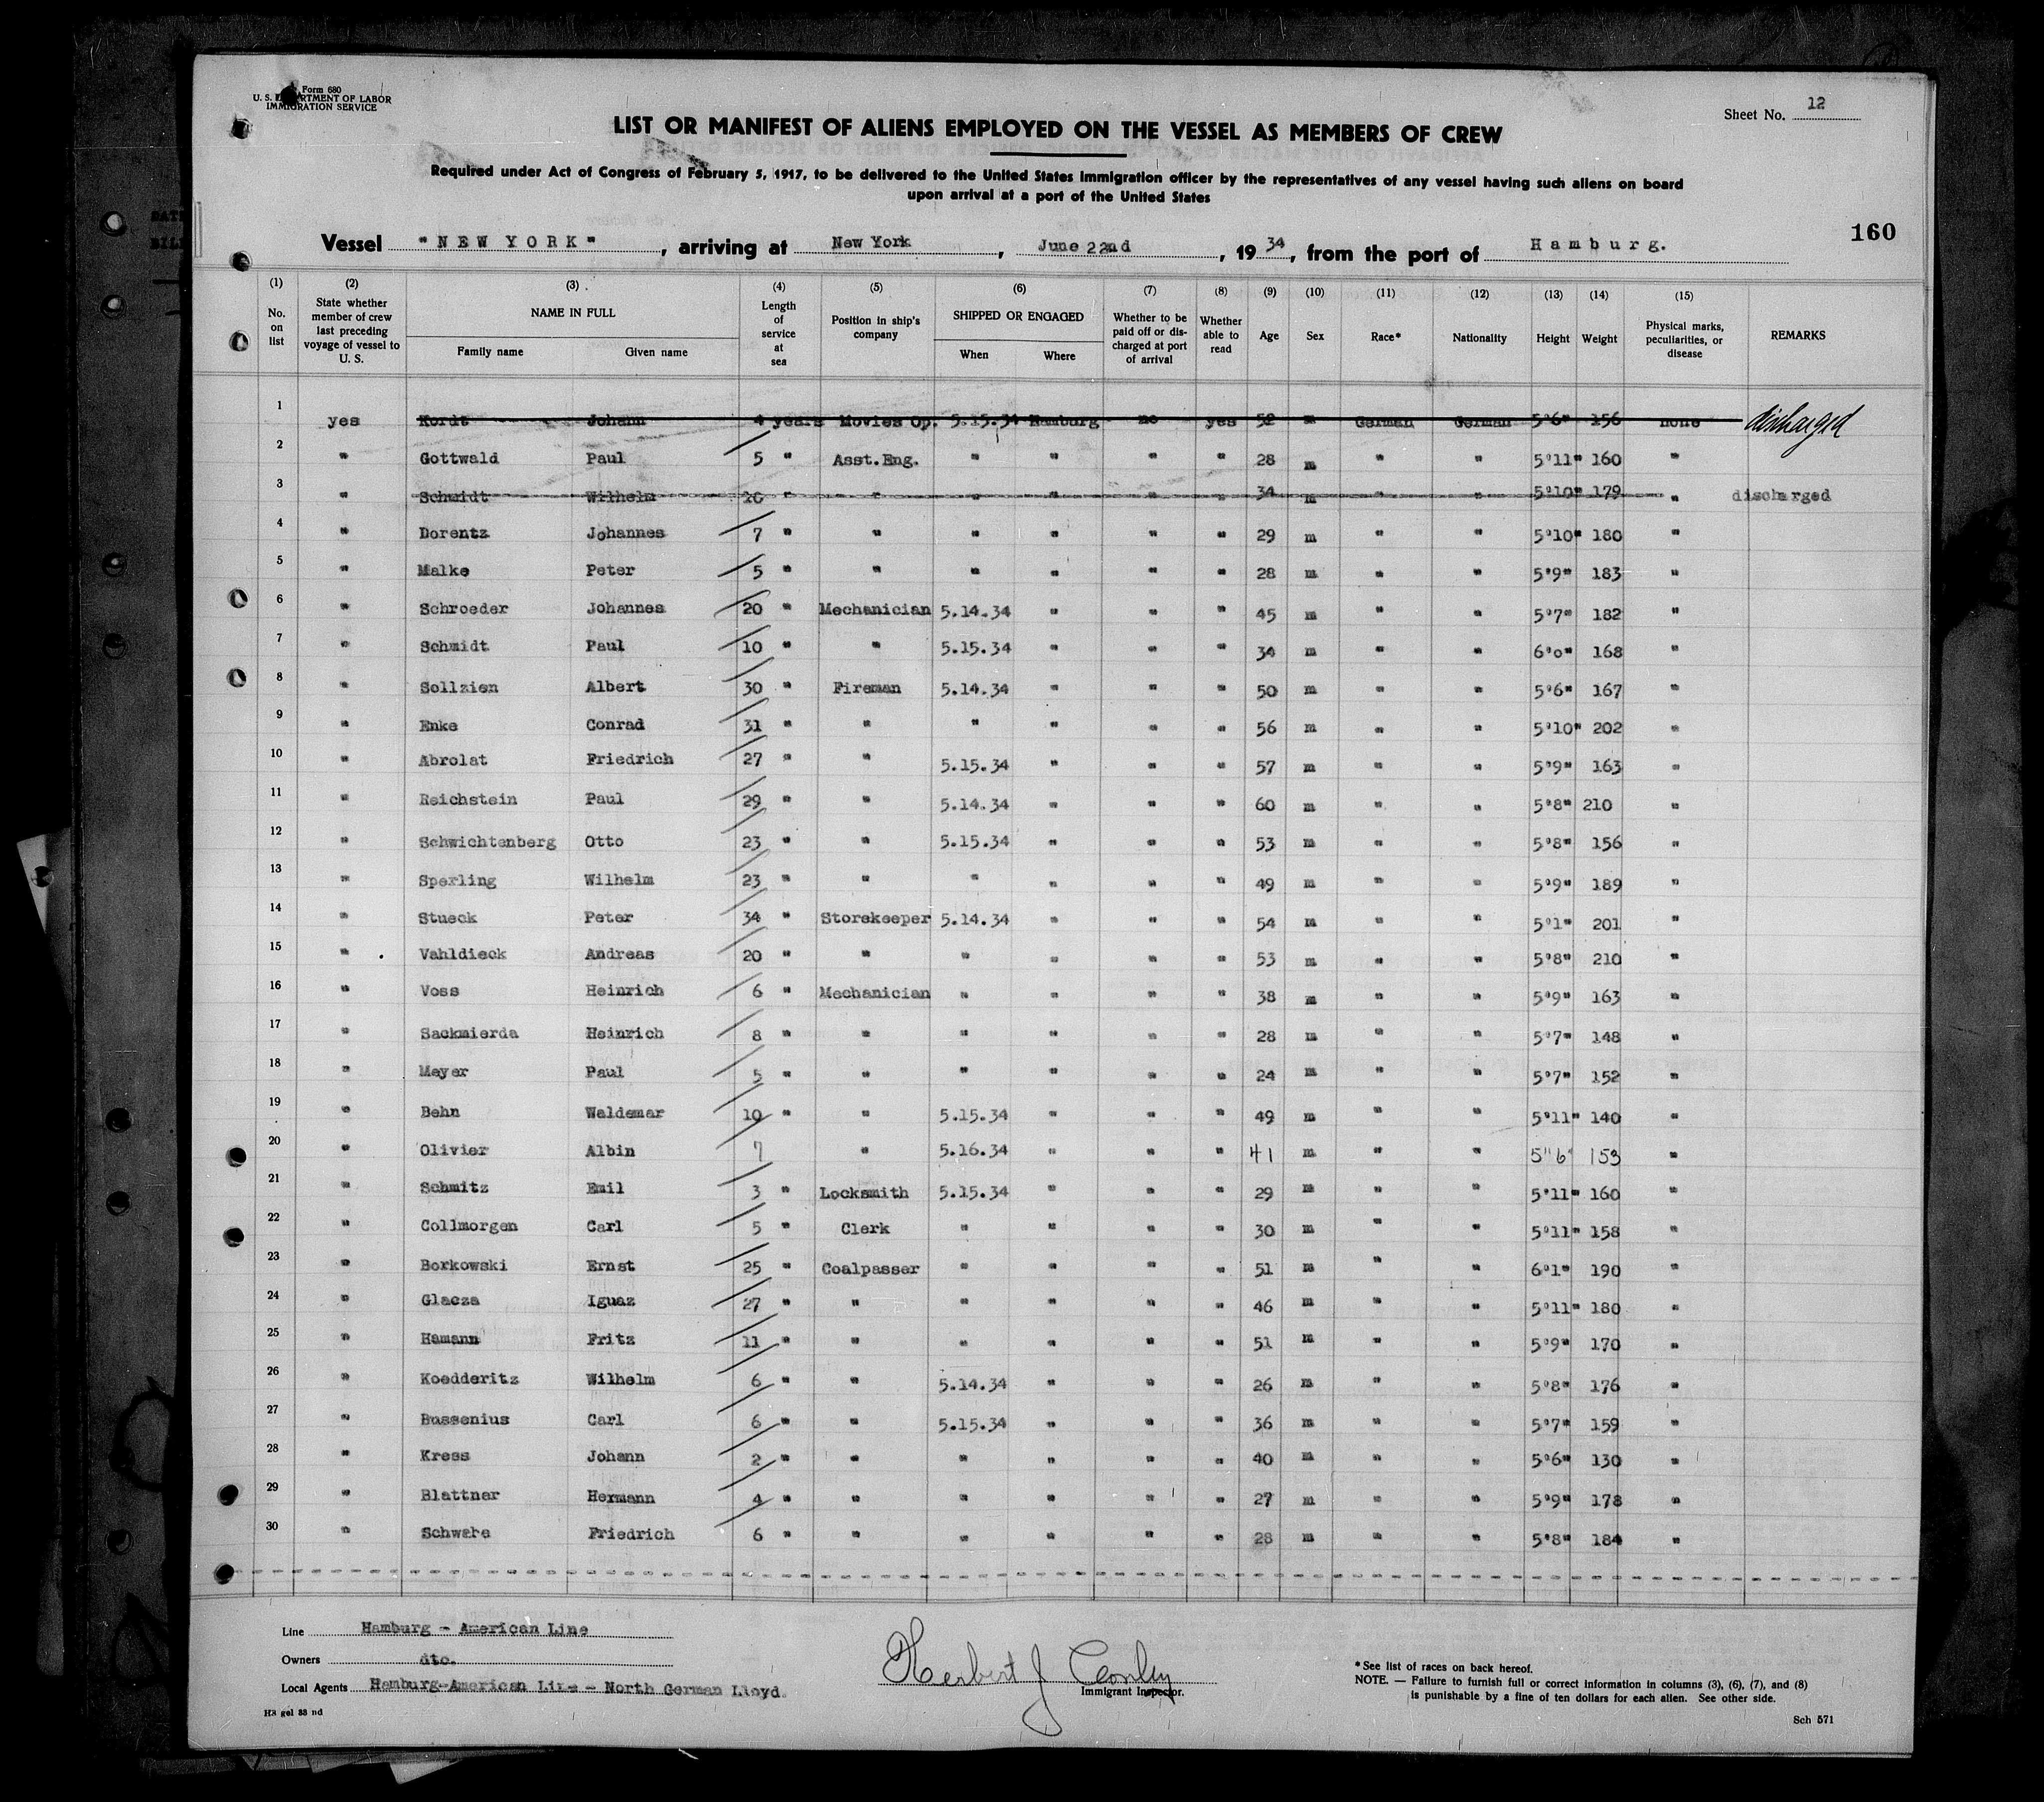 Form 680
U. S. DEPARTMENT OF LABOR
IMMIGRATION SERVICE
Sheet No. 12
LIST OR MANIFEST OF ALIENS EMPLOYED ON THE VESSEL AS MEMBERS OF CREW
Required under Act of Congress of February 5, 1917, to be delivered to the United States Immigration officer by the representatives of any vessel having such aliens on board
upon arrival at a port of the United States
160
Vessel "NEW YORK", arriving at New York, June 22nd, 1934, from the port of Hamburg.
(1) (2) (3) (4) (5) (6) (7) (8) (9) (10) (11) (12) (13) (14) (15)
No. on list | State whether member of crew last preceding voyage of vessel to U. S. | NAME IN FULL Family name Given name | Length of service at sea | Position in ship's company | SHIPPED OR ENGAGED When Where | Whether to be paid off or discharged at port of arrival | Whether able to read | Age | Sex | Race* | Nationality | Height | Weight | Physical marks, peculiarities, or disease | REMARKS
1 yes Kordt Johann 4 years Movies Op. 5.15.34 Hamburg no yes 52 m German German 5'6" 156 none discharged
2 " Gottwald Paul 5 " Asst.Eng. " " " " 28 m " " 5'11" 160 "
3 " Schmidt Wilhelm 10 " " " " " " 34 m " " 5'10" 179 " discharged
4 " Dorentz Johannes 7 " " " " " " 29 m " " 5'10" 180 "
5 " Malke Peter 5 " " " " " " 28 m " " 5'9" 183 "
6 " Schroeder Johannes 20 " Mechanician 5.14.34 " " " 45 m " " 5'7" 182 "
7 " Schmidt Paul 10 " " 5.15.34 " " " 34 m " " 6'0" 168 "
8 " Sollzien Albert 30 " Fireman 5.14.34 " " " 50 m " " 5'6" 167 "
9 " Enke Conrad 31 " " " " " " 56 m " " 5'10" 202 "
10 " Abrolat Friedrich 27 " " 5.15.34 " " " 57 m " " 5'9" 163 "
11 " Reichstein Paul 29 " " 5.14.34 " " " 60 m " " 5'8" 210 "
12 " Schwichtenberg Otto 23 " " 5.15.34 " " " 53 m " " 5'8" 156 "
13 " Sperling Wilhelm 23 " " " " " " 49 m " " 5'9" 189 "
14 " Stueck Peter 34 " Storekeeper 5.14.34 " " " 54 m " " 5'1" 201 "
15 " Vahldieck Andreas 20 " " " " " " 53 m " " 5'8" 210 "
16 " Voss Heinrich 6 " Mechanician " " " " 38 m " " 5'9" 163 "
17 " Sackmierda Heinrich 8 " " " " " " 28 m " " 5'7" 148 "
18 " Meyer Paul 5 " " " " " " 24 m " " 5'7" 152 "
19 " Behn Waldemar 19 " " 5.15.34 " " " 49 m " " 5'11" 140 "
20 " Olivier Albin 7 " 5.16.34 " " " 41 m " " 5"6' 153 "
21 " Schmitz Emil 3 " Locksmith 5.15.34 " " " 29 m " " 5'11" 160 "
22 " Collmorgen Carl 5 " Clerk " " " " 30 m " " 5'11" 158 "
23 " Borkowski Ernst 25 " Coalpasser " " " " 51 m " " 6'1" 190 "
24 " Glacza Iguaz 27 " " " " " " 46 m " " 5'11" 180 "
25 " Hamann Fritz 11 " " " " " " 51 m " " 5'9" 170 "
26 " Koedderitz Wilhelm 6 " " 5.14.34 " " " 26 m " " 5'8" 176 "
27 " Bussenius Carl 6 " " 5.15.34 " " " 36 m " " 5'7" 159 "
28 " Kress Johann 2 " " " " " " 40 m " " 5'6" 130 "
29 " Blattner Hermann 4 " " " " " " 27 m " " 5'9" 178 "
30 " Schwabe Friedrich 6 " " " " " " 28 m " " 5'8" 184 "
Line Hamburg - American Line
Owners dto.
Local Agents Hamburg-American Line - North German Lloyd.
Herbert J Conley
Immigrant Inspector.
*See list of races on back hereof.
NOTE. — Failure to furnish full or correct information in columns (3), (6), (7), and (8)
is punishable by a fine of ten dollars for each alien. See other side.
Sch 571